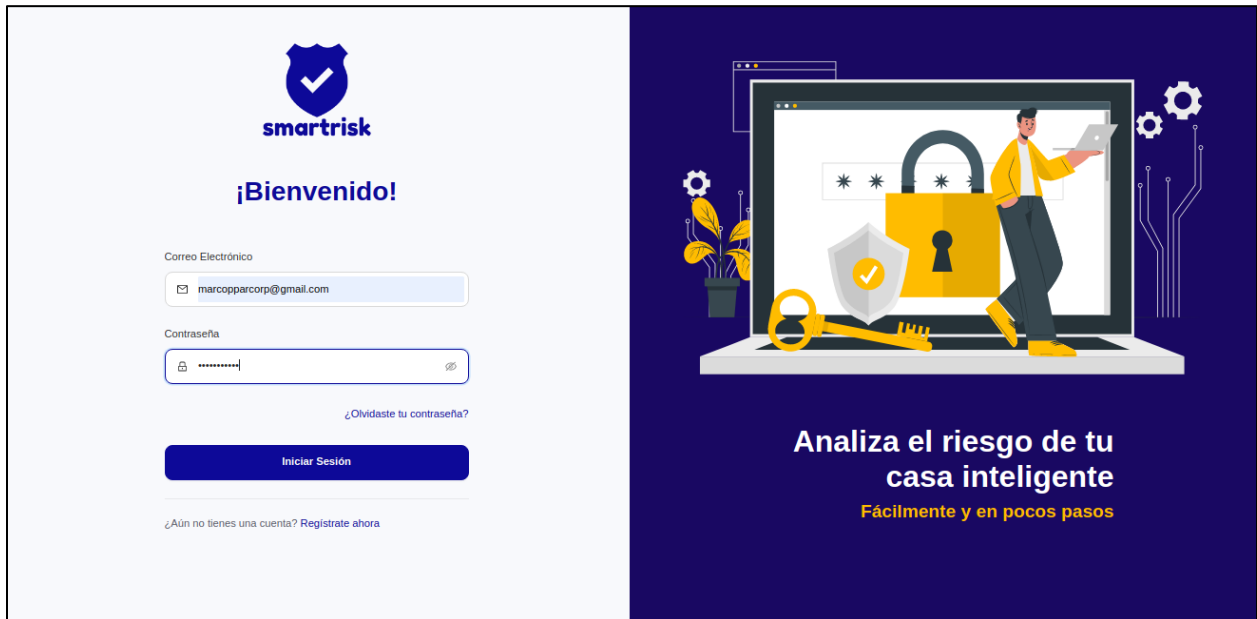 smartrisk
¡Bienvenido!
Correo Electrónico
marcopparcorp@gmail.com
Contraseña
•••••••••••
¿Olvidaste tu contraseña?
Iniciar Sesión
¿Aún no tienes una cuenta? Regístrate ahora
Analiza el riesgo de tu
casa inteligente
Fácilmente y en pocos pasos